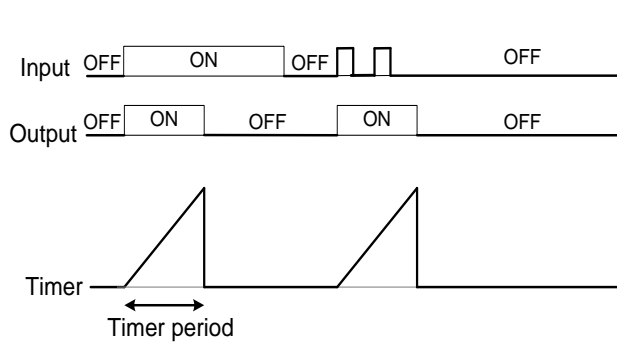 Input OFF ON OFF OFF
Output OFF ON OFF ON OFF
Timer
Timer period